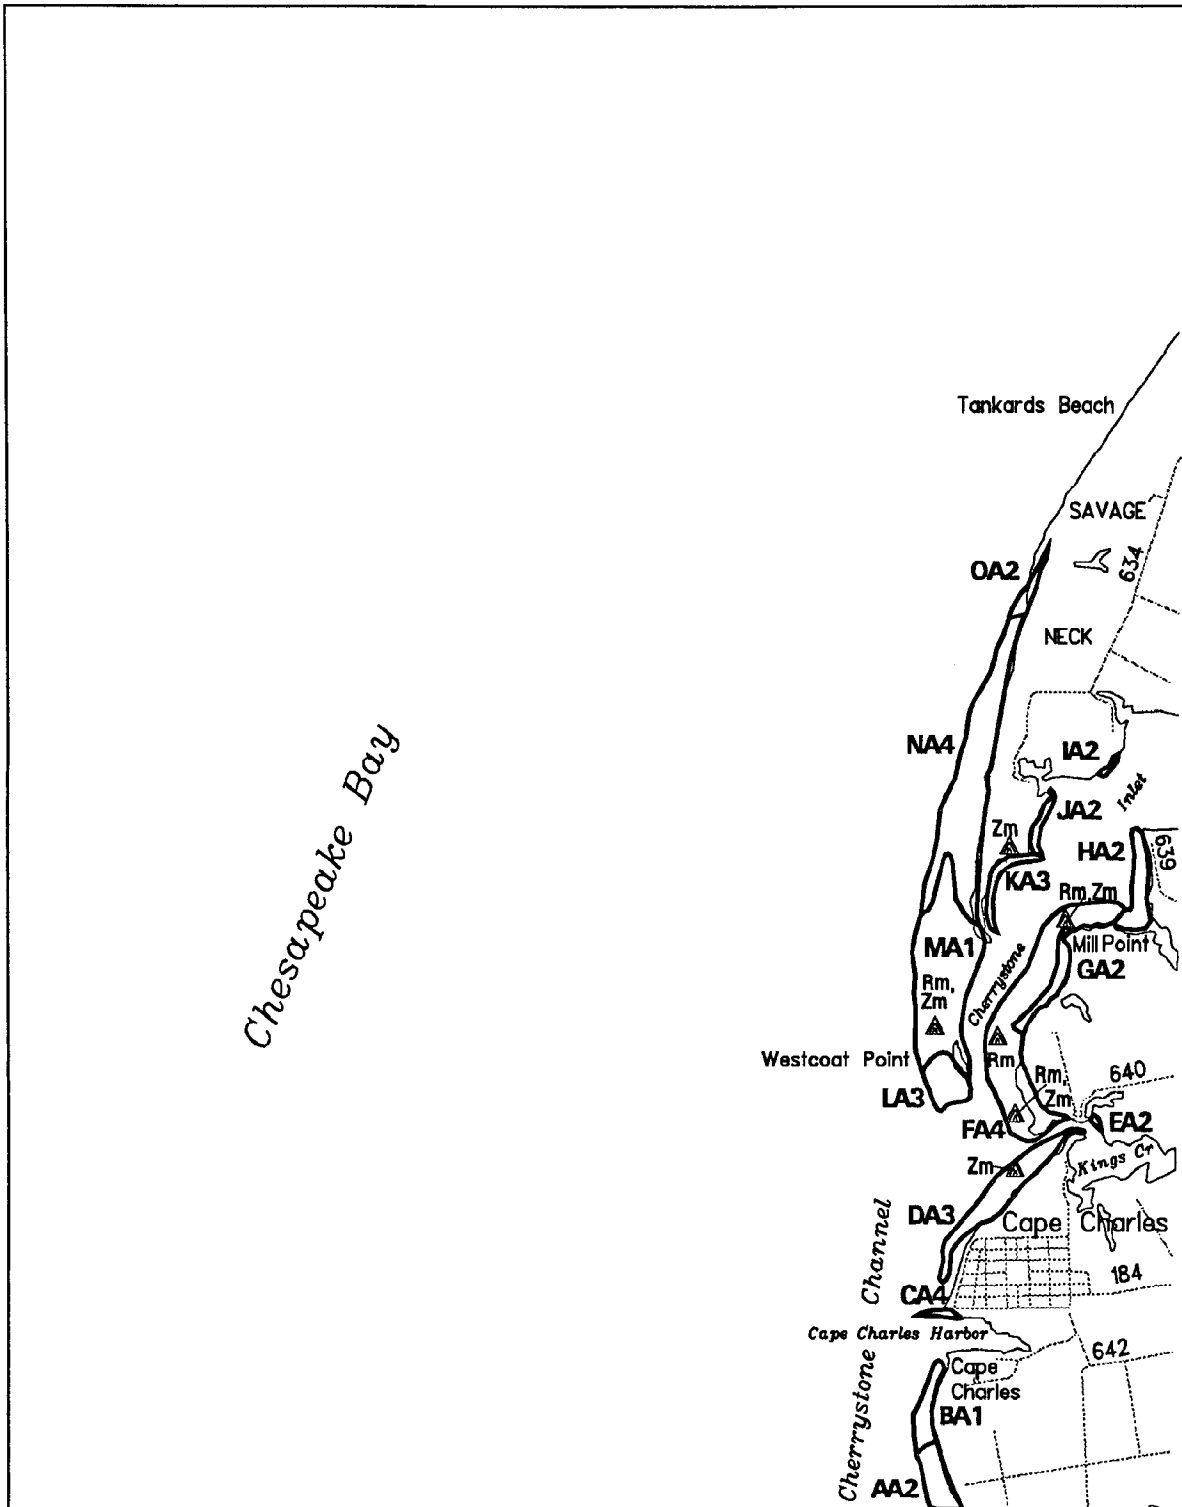 Tankards Beach
SAVAGE
634
OA2
NECK
NA4
IA2
Inlet
JA2
Zm
HA2
639
KA3
Rm,Zm
Chesapeake Bay
MA1
Mill Point
Cherrystone
GA2
Rm,
Zm
Westcoat Point
Rm
640
Rm,
Zm
LA3
FA4
EA2
Zm
Kings Cr
DA3
Cape Charles
184
CA4
Cape Charles Harbor
642
Cape
Charles
BA1
Cherrystone Channel
AA2